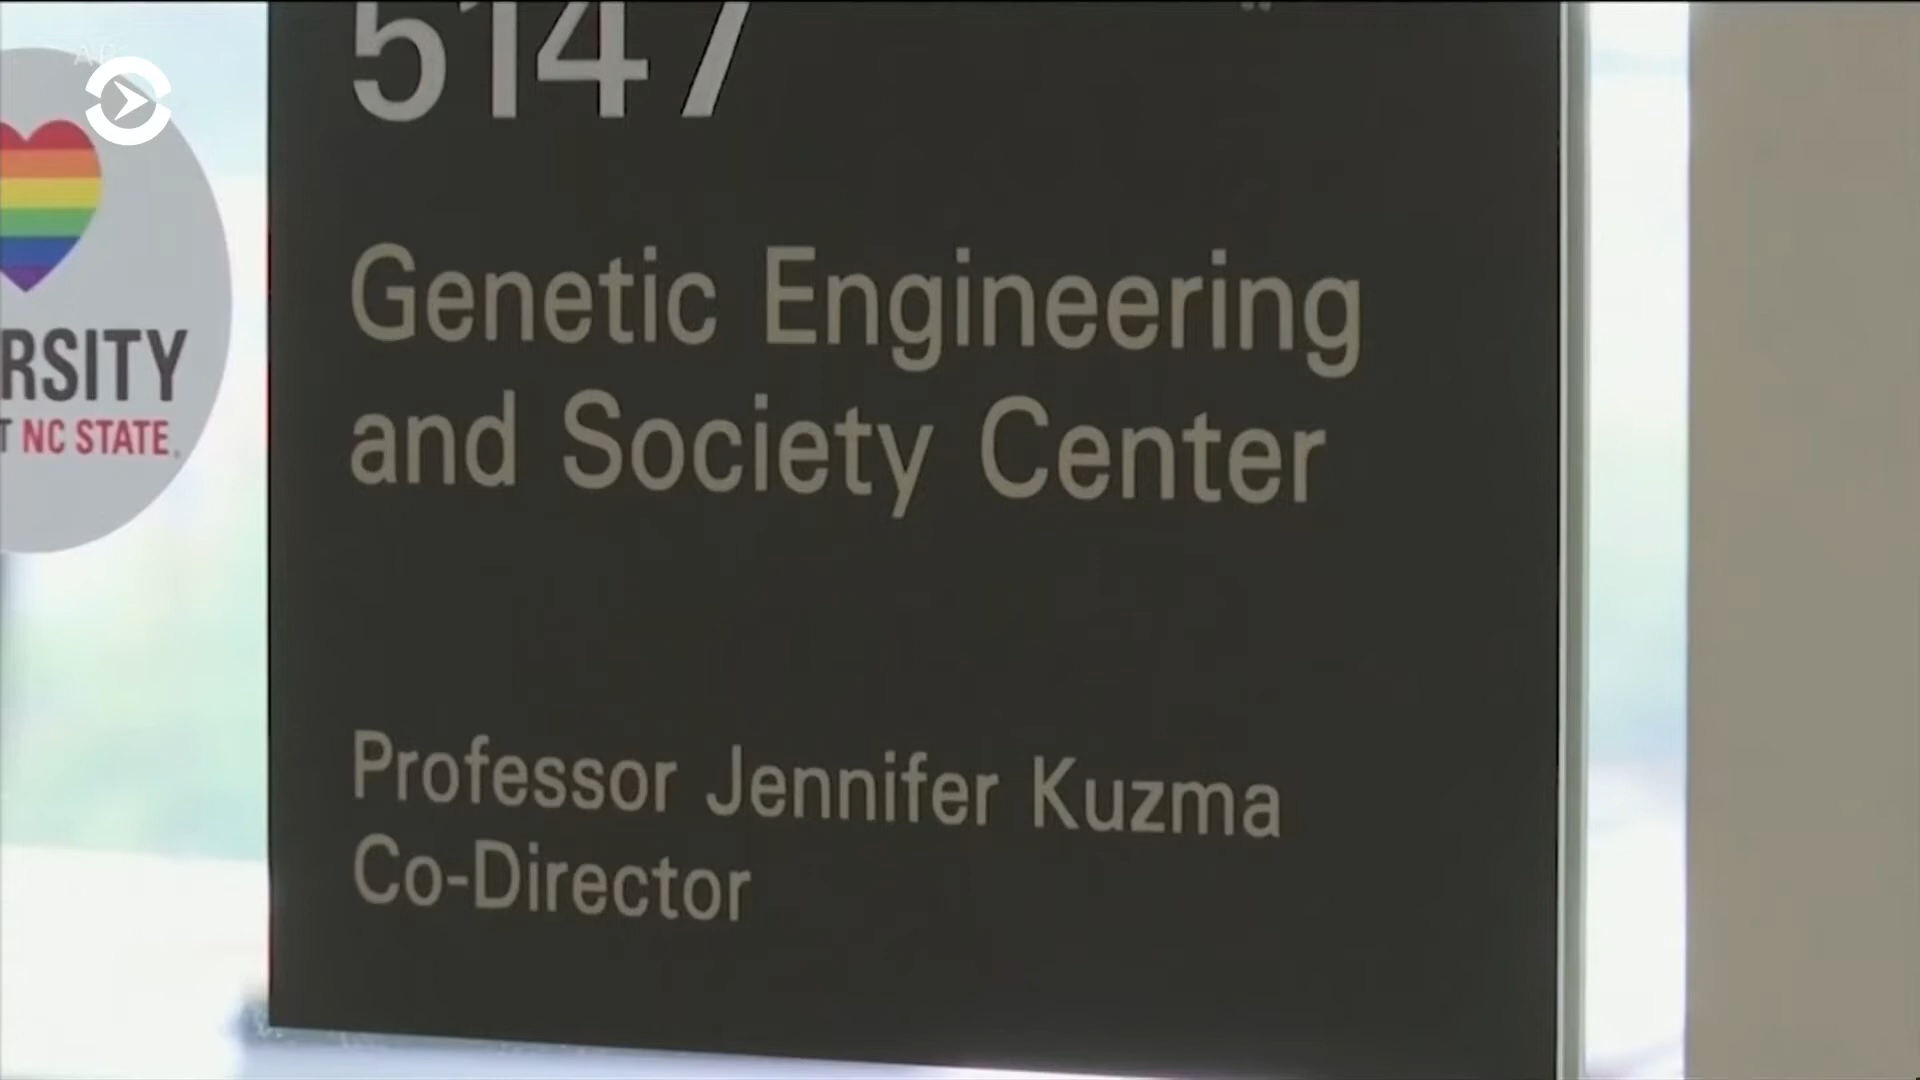 5147
Genetic Engineering
and Society Center
Professor Jennifer Kuzma
Co-Director
RSITY
T NC STATE